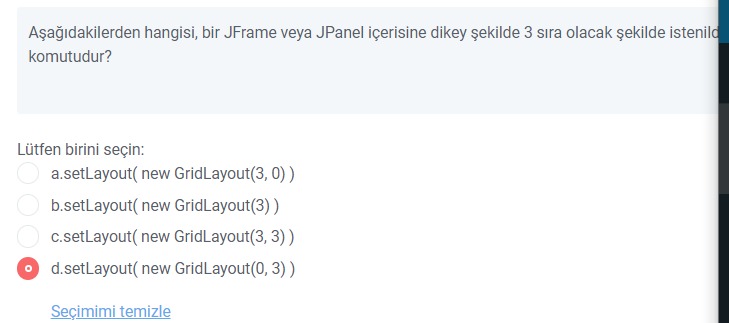 Aşağıdakilerden hangisi, bir JFrame veya JPanel içerisine dikey şekilde 3 sıra olacak şekilde
komutudur?
Lütfen birini seçin:
a.setLayout( new GridLayout(3, 0) )
b.setLayout( new GridLayout(3) )
c.setLayout( new GridLayout(3, 3) )
d.setLayout( new GridLayout(0, 3) )
Seçimimi temizle